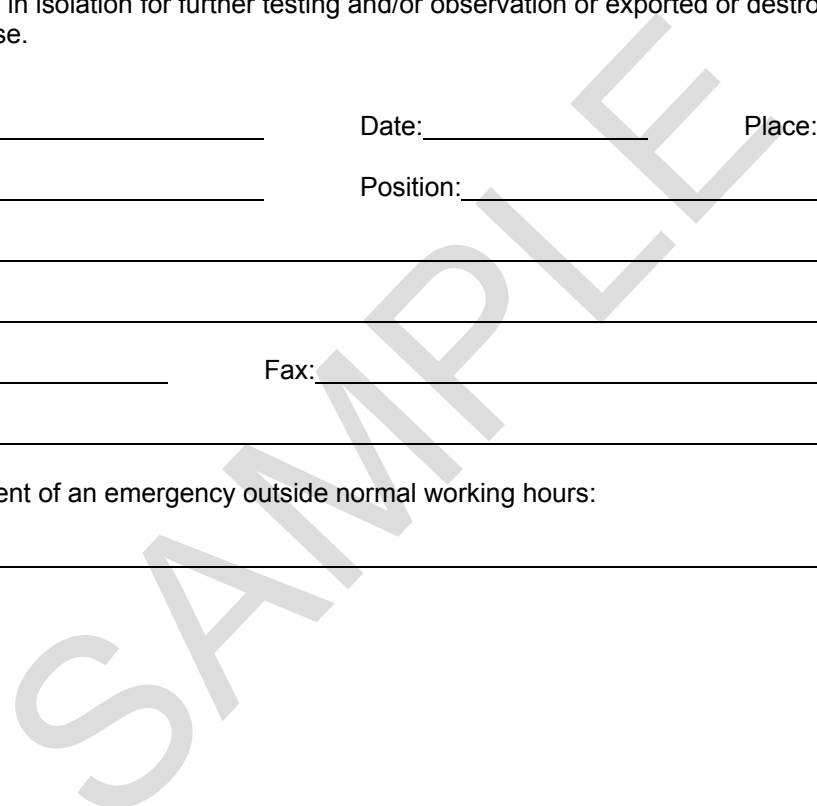 in isolation for further testing and/or observation or exported or
se.
Date: Place:
Position:
Fax:
ent of an emergency outside normal working hours:
SAMPLE